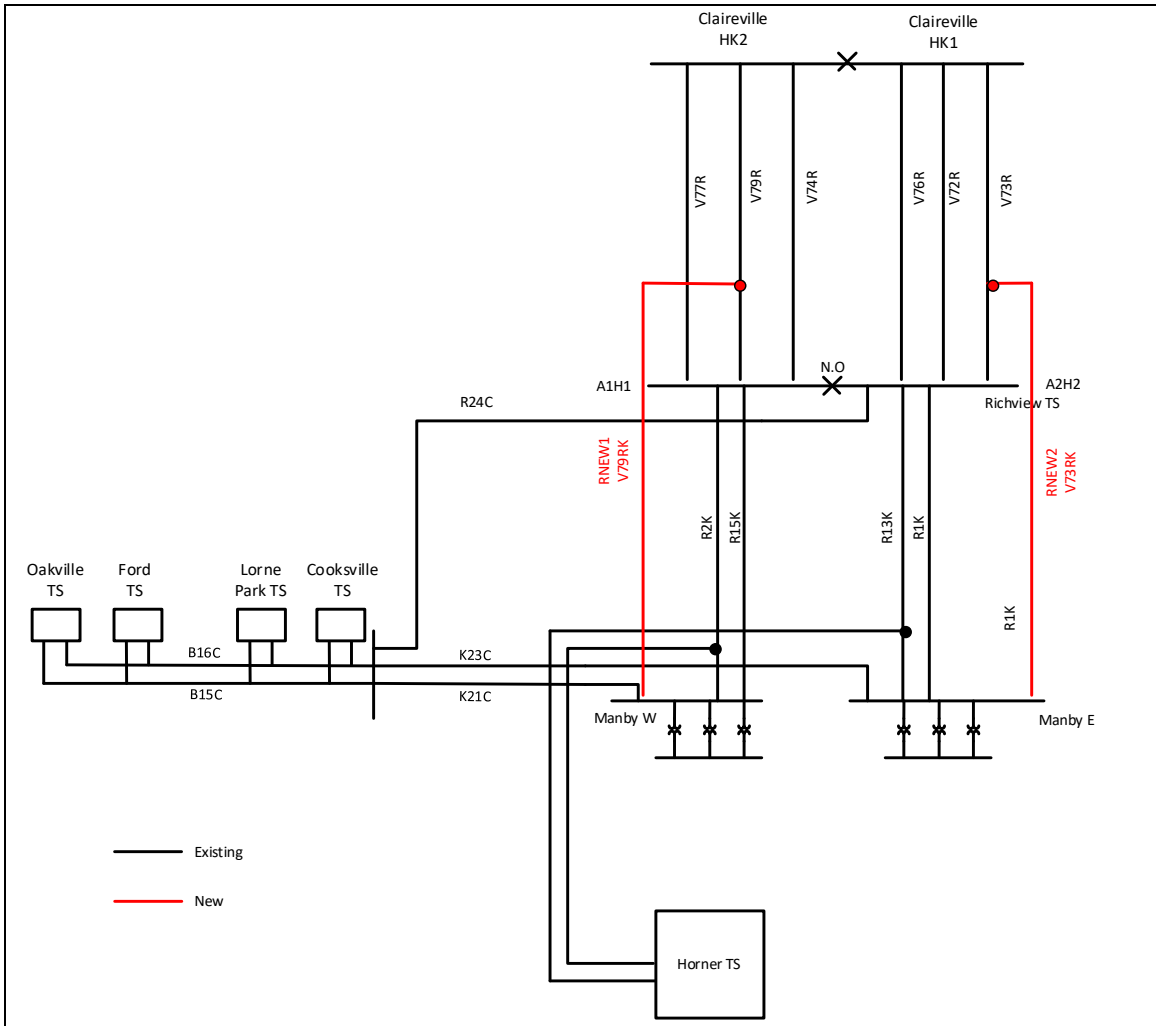 Claireville
HK2
Claireville
HK1
V77R
V79R
V74R
V76R
V72R
V73R
N.O
A1H1
A2H2
Richview TS
R24C
RNEW1
V79RK
RNEW2
V73RK
R2K
R15K
R13K
R1K
Oakville
TS
Ford
TS
Lorne
Park TS
Cooksville
TS
R1K
B16C
K23C
B15C
K21C
Manby W
Manby E
Existing
New
Horner TS